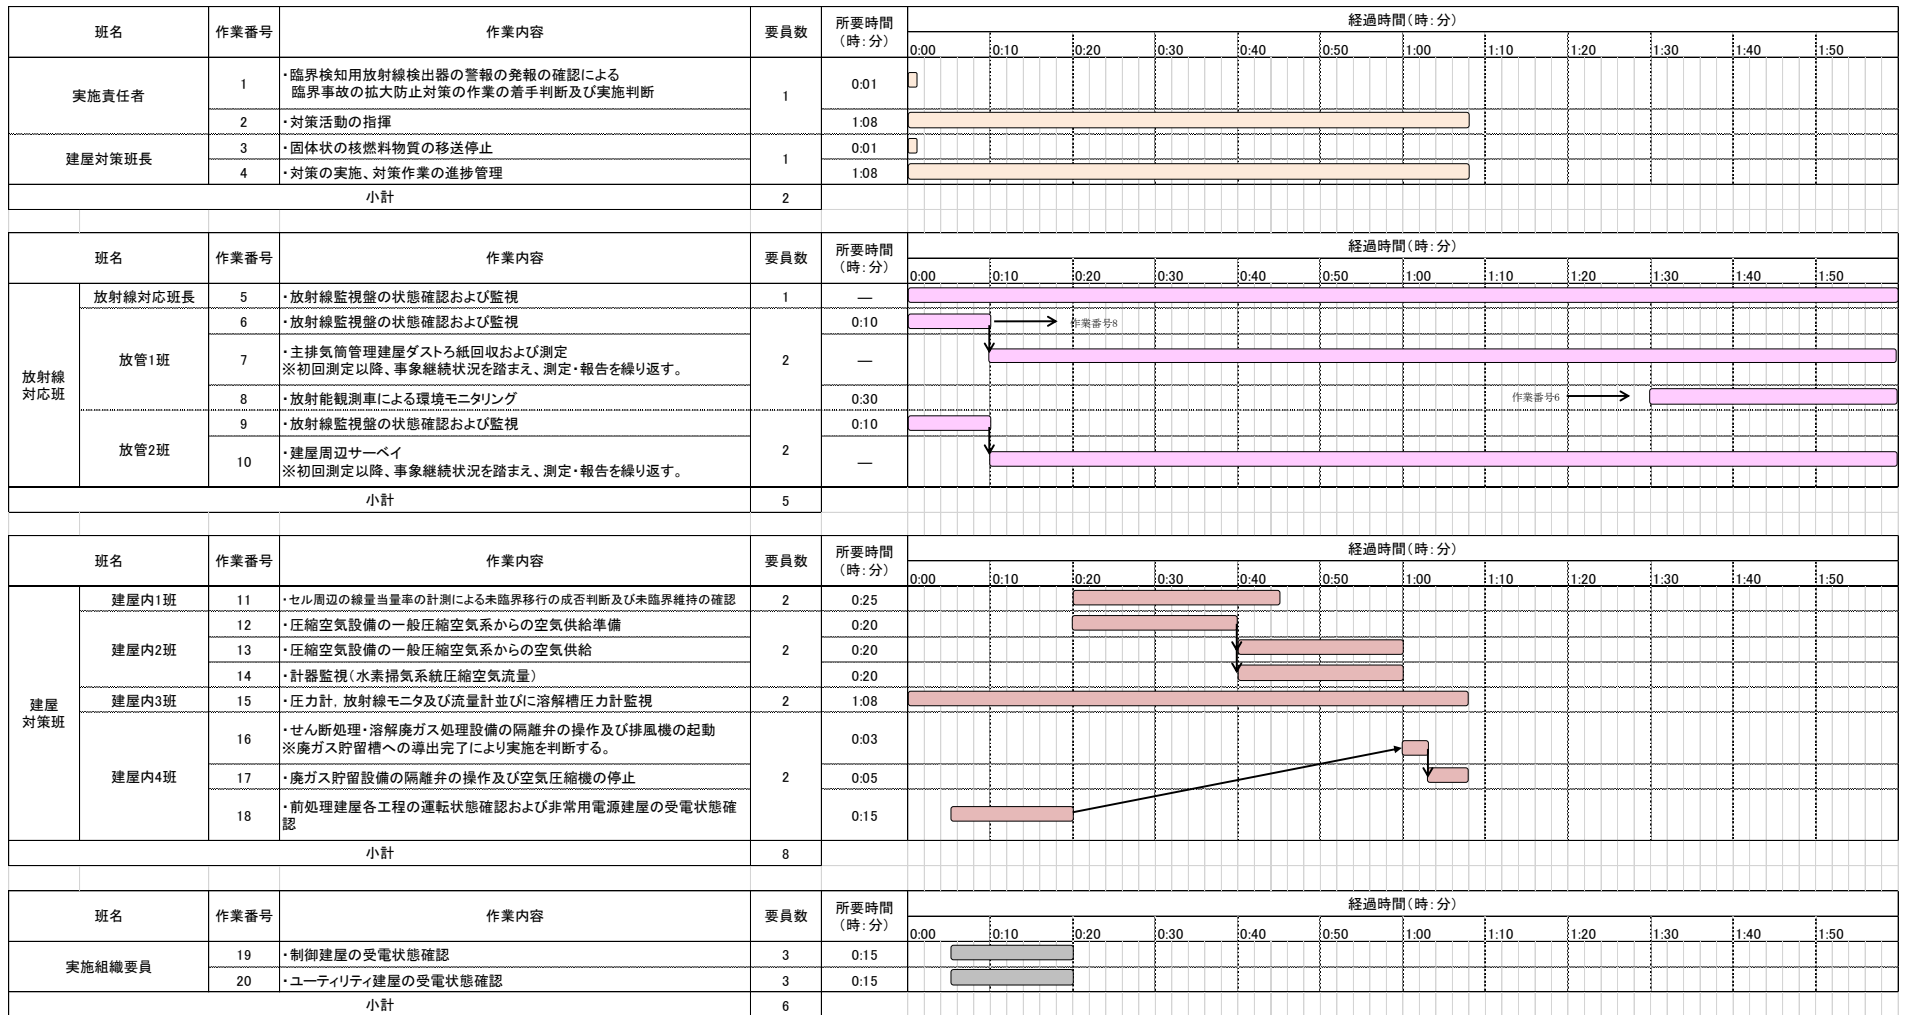 班名 作業番号 作業内容 要員数 所要時間 経過時間(時:分)
(時:分) 0:00 0:10 0:20 0:30 0:40 0:50 1:00 1:10 1:20 1:30 1:40 1:50
実施責任者 1 ・臨界検知用放射線検出器の警報の発報の確認による 1 0:01
臨界事故の拡大防止対策の作業の着手判断及び実施判断
2 ・対策活動の指揮 1:08
建屋対策班長 3 ・固体状の核燃料物質の移送停止 1 0:01
4 ・対策の実施、対策作業の進捗管理 1:08
小計 2
班名 作業番号 作業内容 要員数 所要時間 経過時間(時:分)
(時:分) 0:00 0:10 0:20 0:30 0:40 0:50 1:00 1:10 1:20 1:30 1:40 1:50
放射線
対応班
放射線対応班長 5 ・放射線監視盤の状態確認および監視 1 ―
放管1班 6 ・放射線監視盤の状態確認および監視 2 0:10 作業番号8
7 ・主排気筒管理建屋ダストろ紙回収および測定 ―
※初回測定以降、事象継続状況を踏まえ、測定・報告を繰り返す。
8 ・放射能観測車による環境モニタリング 0:30 作業番号6
放管2班 9 ・放射線監視盤の状態確認および監視 2 0:10
10 ・建屋周辺サーベイ ―
※初回測定以降、事象継続状況を踏まえ、測定・報告を繰り返す。
小計 5
班名 作業番号 作業内容 要員数 所要時間 経過時間(時:分)
(時:分) 0:00 0:10 0:20 0:30 0:40 0:50 1:00 1:10 1:20 1:30 1:40 1:50
建屋
対策班
建屋内1班 11 ・セル周辺の線量当量率の計測による未臨界移行の成否判断及び未臨界維持の確認 2 0:25
建屋内2班 12 ・圧縮空気設備の一般圧縮空気系からの空気供給準備 2 0:20
13 ・圧縮空気設備の一般圧縮空気系からの空気供給 0:20
14 ・計器監視(水素掃気系統圧縮空気流量) 0:20
建屋内3班 15 ・圧力計,放射線モニタ及び流量計並びに溶解槽圧力計監視 2 1:08
建屋内4班 16 ・せん断処理・溶解廃ガス処理設備の隔離弁の操作及び排風機の起動 2 0:03
※廃ガス貯留槽への導出完了により実施を判断する。
17 ・廃ガス貯留設備の隔離弁の操作及び空気圧縮機の停止 0:05
18 ・前処理建屋各工程の運転状態確認および非常用電源建屋の受電状態確 0:15
認
小計 8
班名 作業番号 作業内容 要員数 所要時間 経過時間(時:分)
(時:分) 0:00 0:10 0:20 0:30 0:40 0:50 1:00 1:10 1:20 1:30 1:40 1:50
実施組織要員 19 ・制御建屋の受電状態確認 3 0:15
20 ・ユーティリティ建屋の受電状態確認 3 0:15
小計 6